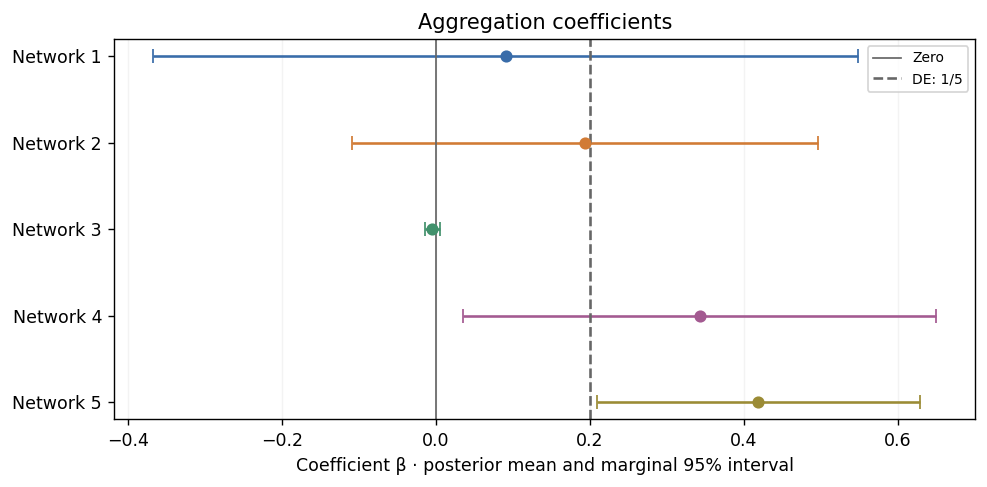 Aggregation coefficients
Network 1
Network 2
Network 3
Network 4
Network 5
Zero
DE: 1/5
−0.4
−0.2
0.0
0.2
0.4
0.6
Coefficient β · posterior mean and marginal 95% interval